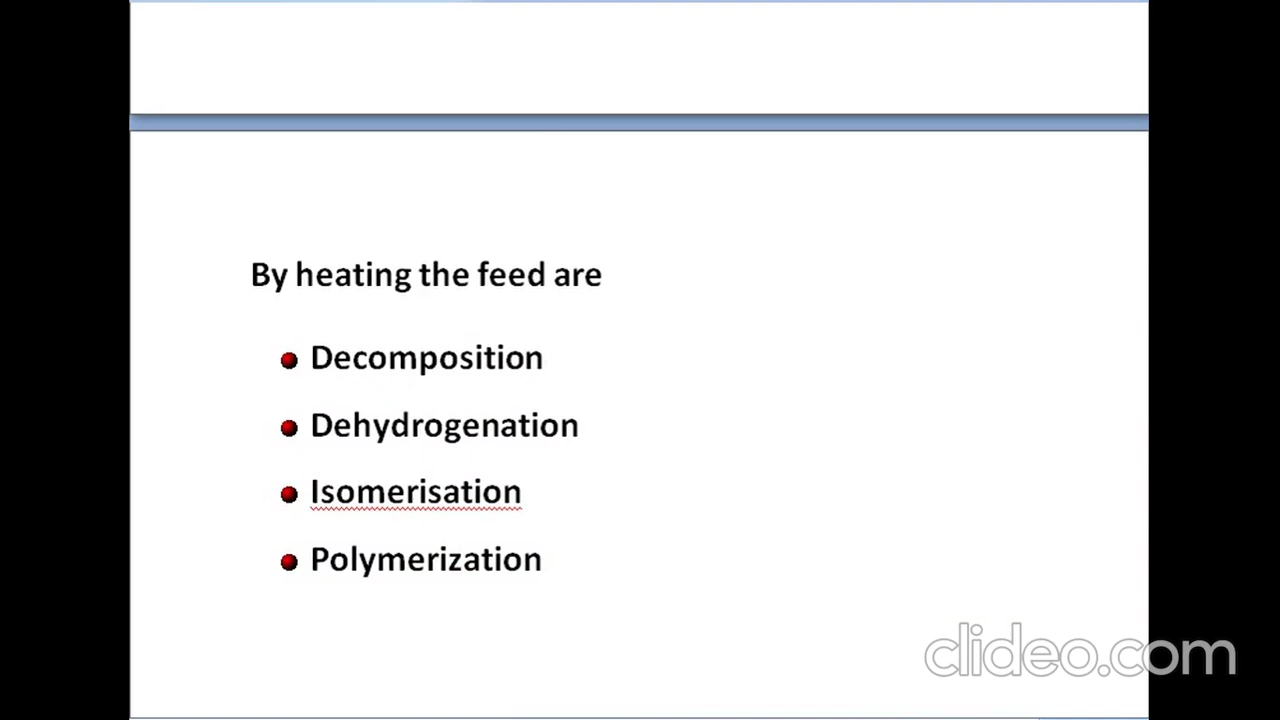 By heating the feed are
Decomposition
Dehydrogenation
Isomerisation
Polymerization
clideo.com